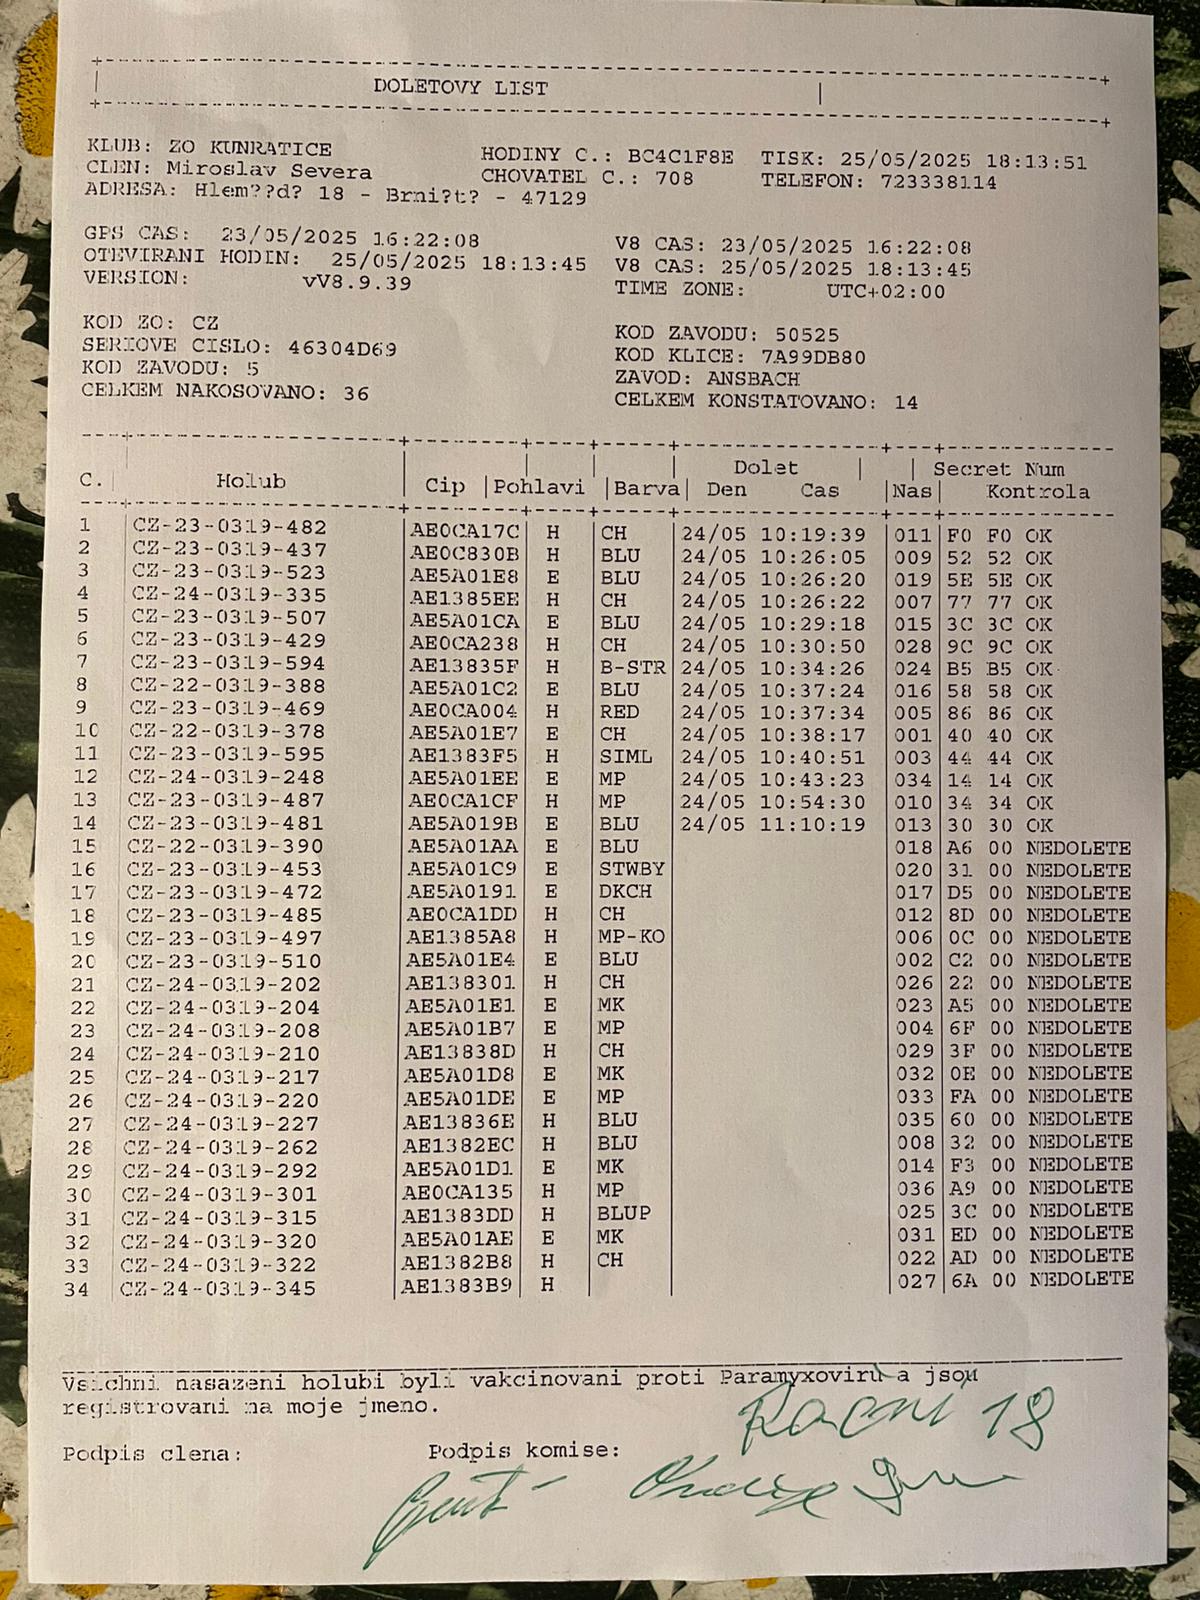 DOLETOVY LIST
KLUB: ZO KUNRATICE HODINY C.: BC4C1F8E TISK: 25/05/2025 18:13:51
CLEN: Miroslav Severa CHOVATEL C.: 708 TELEFON: 723338114
ADRESA: Hlem??d? 18 - Brni?t? - 47129
GPS CAS: 23/05/2025 16:22:08 V8 CAS: 23/05/2025 16:22:08
OTEVIRANI HODIN: 25/05/2025 18:13:45 V8 CAS: 25/05/2025 18:13:45
VERSION: vV8.9.39 TIME ZONE: UTC+02:00
KOD ZO: CZ KOD ZAVODU: 50525
SERIOVE CISLO: 46304D69 KOD KLICE: 7A99DB80
KOD ZAVODU: 5 ZAVOD: ANSBACH
CELKEM NAKOSOVANO: 36 CELKEM KONSTATOVANO: 14
Dolet Secret Num
C. Holub Cip Pohlavi Barva Den Cas Nas Kontrola
1 CZ-23-0319-482 AE0CA17C H CH 24/05 10:19:39 011 F0 F0 OK
2 CZ-23-0319-437 AE0C830B H BLU 24/05 10:26:05 009 52 52 OK
3 CZ-23-0319-523 AE5A01E8 E BLU 24/05 10:26:20 019 5E 5E OK
4 CZ-24-0319-335 AE1385EE H CH 24/05 10:26:22 007 77 77 OK
5 CZ-23-0319-507 AE5A01CA E BLU 24/05 10:29:18 015 3C 3C OK
6 CZ-23-0319-429 AE0CA238 H CH 24/05 10:30:50 028 9C 9C OK
7 CZ-23-0319-594 AE13835F H B-STR 24/05 10:34:26 024 B5 B5 OK
8 CZ-22-0319-388 AE5A01C2 E BLU 24/05 10:37:24 016 58 58 OK
9 CZ-23-0319-469 AE0CA004 H RED 24/05 10:37:34 005 86 86 OK
10 CZ-22-0319-378 AE5A01E7 E CH 24/05 10:38:17 001 40 40 OK
11 CZ-23-0319-595 AE1383F5 H SIML 24/05 10:40:51 003 44 44 OK
12 CZ-24-0319-248 AE5A01EE E MP 24/05 10:43:23 034 14 14 OK
13 CZ-23-0319-487 AE0CA1CF H MP 24/05 10:54:30 010 34 34 OK
14 CZ-23-0319-481 AE5A019B E BLU 24/05 11:10:19 013 30 30 OK
15 CZ-22-0319-390 AE5A01AA E BLU 018 A6 00 NEDOLETE
16 CZ-23-0319-453 AE5A01C9 E STWBY 020 31 00 NEDOLETE
17 CZ-23-0319-472 AE5A0191 E DKCH 017 D5 00 NEDOLETE
18 CZ-23-0319-485 AE0CA1DD H CH 012 8D 00 NEDOLETE
19 CZ-23-0319-497 AE1385A8 H MP-KO 006 0C 00 NEDOLETE
20 CZ-23-0319-510 AE5A01E4 E BLU 002 C2 00 NEDOLETE
21 CZ-24-0319-202 AE138301 H CH 026 22 00 NEDOLETE
22 CZ-24-0319-204 AE5A01E1 E MK 023 A5 00 NEDOLETE
23 CZ-24-0319-208 AE5A01B7 E MP 004 6F 00 NEDOLETE
24 CZ-24-0319-210 AE13838D H CH 029 3F 00 NEDOLETE
25 CZ-24-0319-217 AE5A01D8 E MK 032 0E 00 NEDOLETE
26 CZ-24-0319-220 AE5A01DE E MP 033 FA 00 NEDOLETE
27 CZ-24-0319-227 AE13836E H BLU 035 60 00 NEDOLETE
28 CZ-24-0319-262 AE1382EC H BLU 008 32 00 NEDOLETE
29 CZ-24-0319-292 AE5A01D1 E MK 014 F3 00 NEDOLETE
30 CZ-24-0319-301 AE0CA135 H MP 036 A9 00 NEDOLETE
31 CZ-24-0319-315 AE1383DD H BLUP 025 3C 00 NEDOLETE
32 CZ-24-0319-320 AE5A01AE E MK 031 ED 00 NEDOLETE
33 CZ-24-0319-322 AE1382B8 H CH 022 AD 00 NEDOLETE
34 CZ-24-0319-345 AE1383B9 H 027 6A 00 NEDOLETE
Vsichni nasazeni holubi byli vakcinovani proti Paramyxoviru a jsou
registrovani na moje jmeno.
18
Podpis clena: Podpis komise: